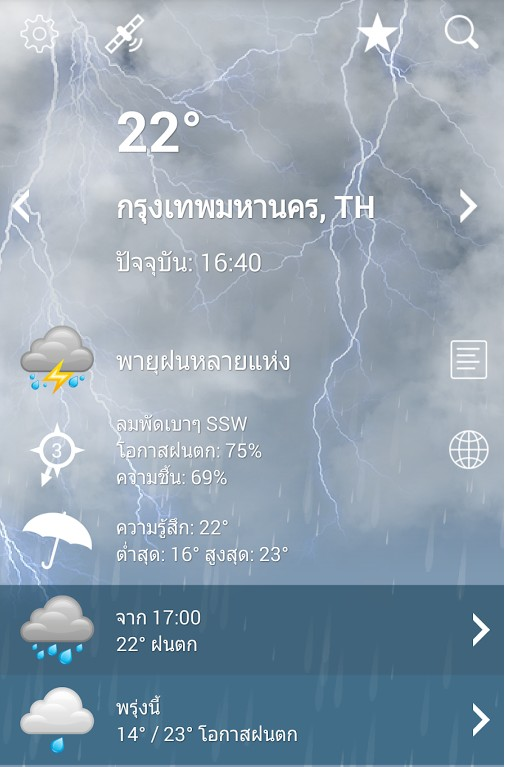 22°
กรุงเทพมหานคร, TH
ปัจจุบัน: 16:40
พายุฝนหลายแห่ง
ลมพัดเบาๆ SSW
3
โอกาสฝนตก: 75%
ความชื้น: 69%
ความรู้สึก: 22°
ต่ำสุด: 16° สูงสุด: 23°
จาก 17:00
22° ฝนตก
พรุ่งนี้
14° / 23° โอกาสฝนตก